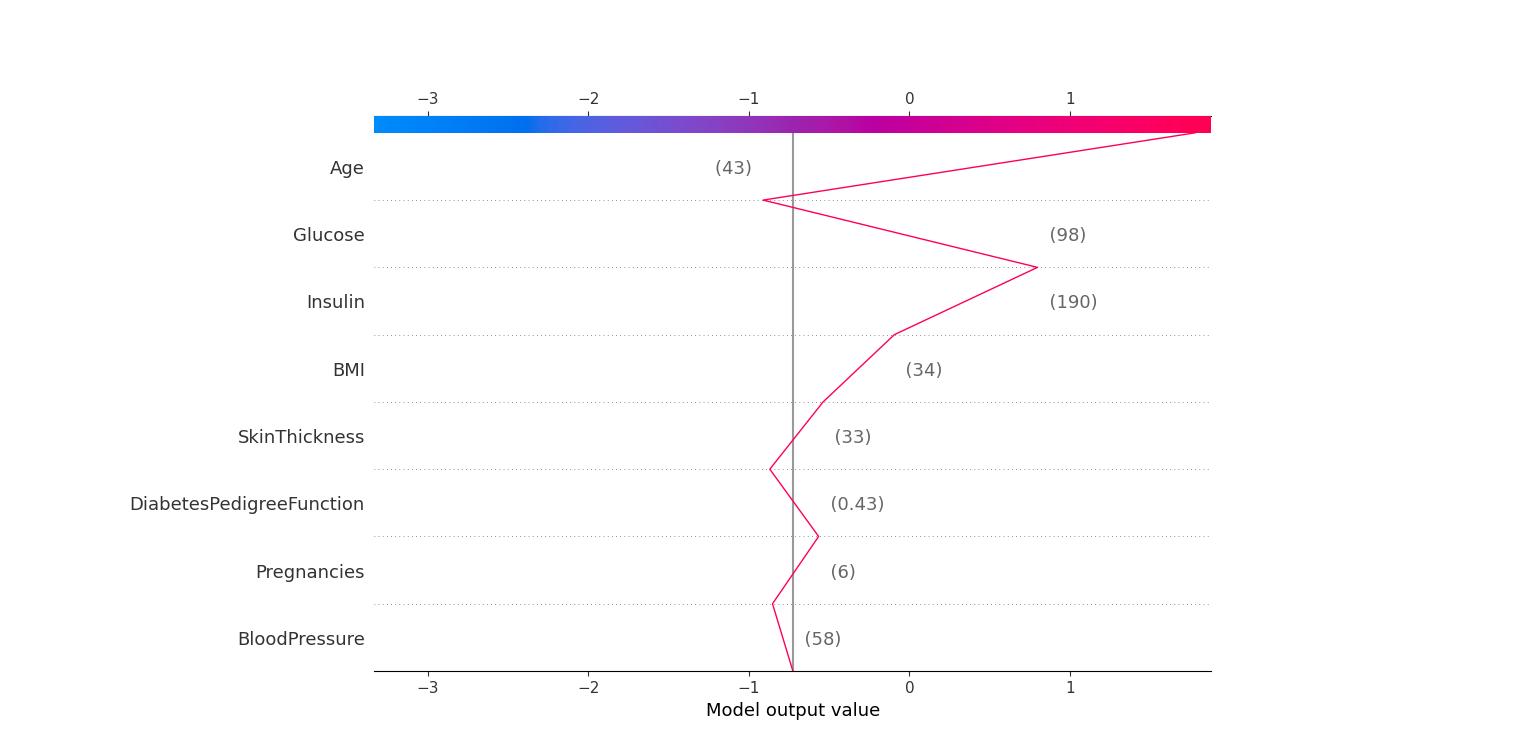 −3 −2 −1 0 1
Age (43)
Glucose (98)
Insulin (190)
BMI (34)
SkinThickness (33)
DiabetesPedigreeFunction (0.43)
Pregnancies (6)
BloodPressure (58)
−3 −2 −1 0 1
Model output value